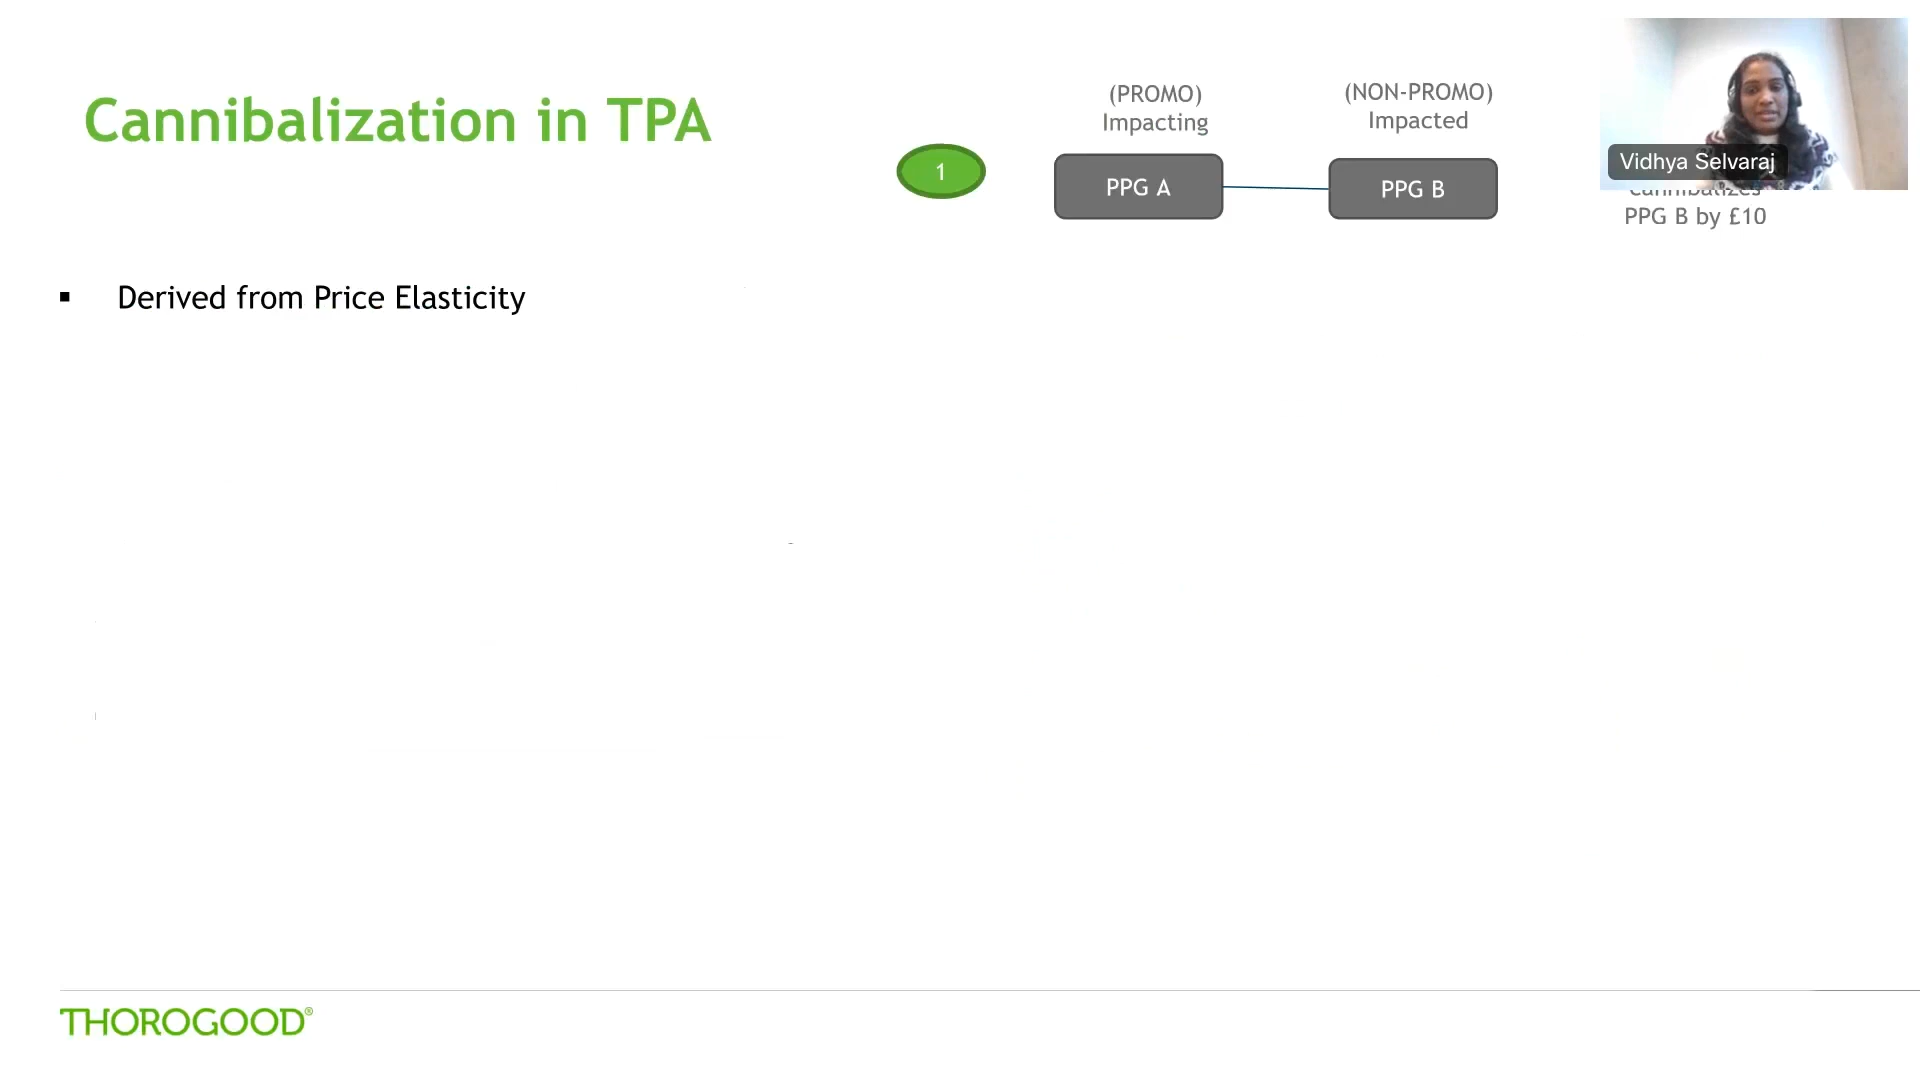 Cannibalization in TPA
(PROMO)
Impacting
(NON-PROMO)
Impacted
1
PPG A
PPG B
Vidhya Selvaraj
Cannibalizes
PPG B by £10
▪ Derived from Price Elasticity
THOROGOOD®